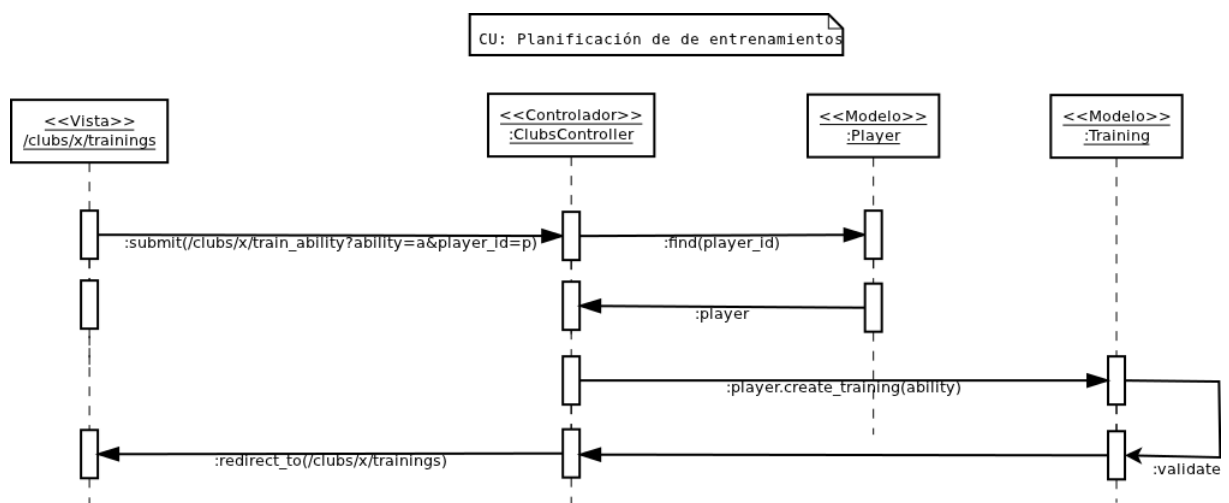 CU: Planificación de de entrenamientos
<<Vista>>
/clubs/x/trainings
<<Controlador>>
:ClubsController
<<Modelo>>
:Player
<<Modelo>>
:Training
:submit(/clubs/x/train_ability?ability=a&player_id=p)
:find(player_id)
:player
:player.create_training(ability)
:redirect_to(/clubs/x/trainings)
:validate